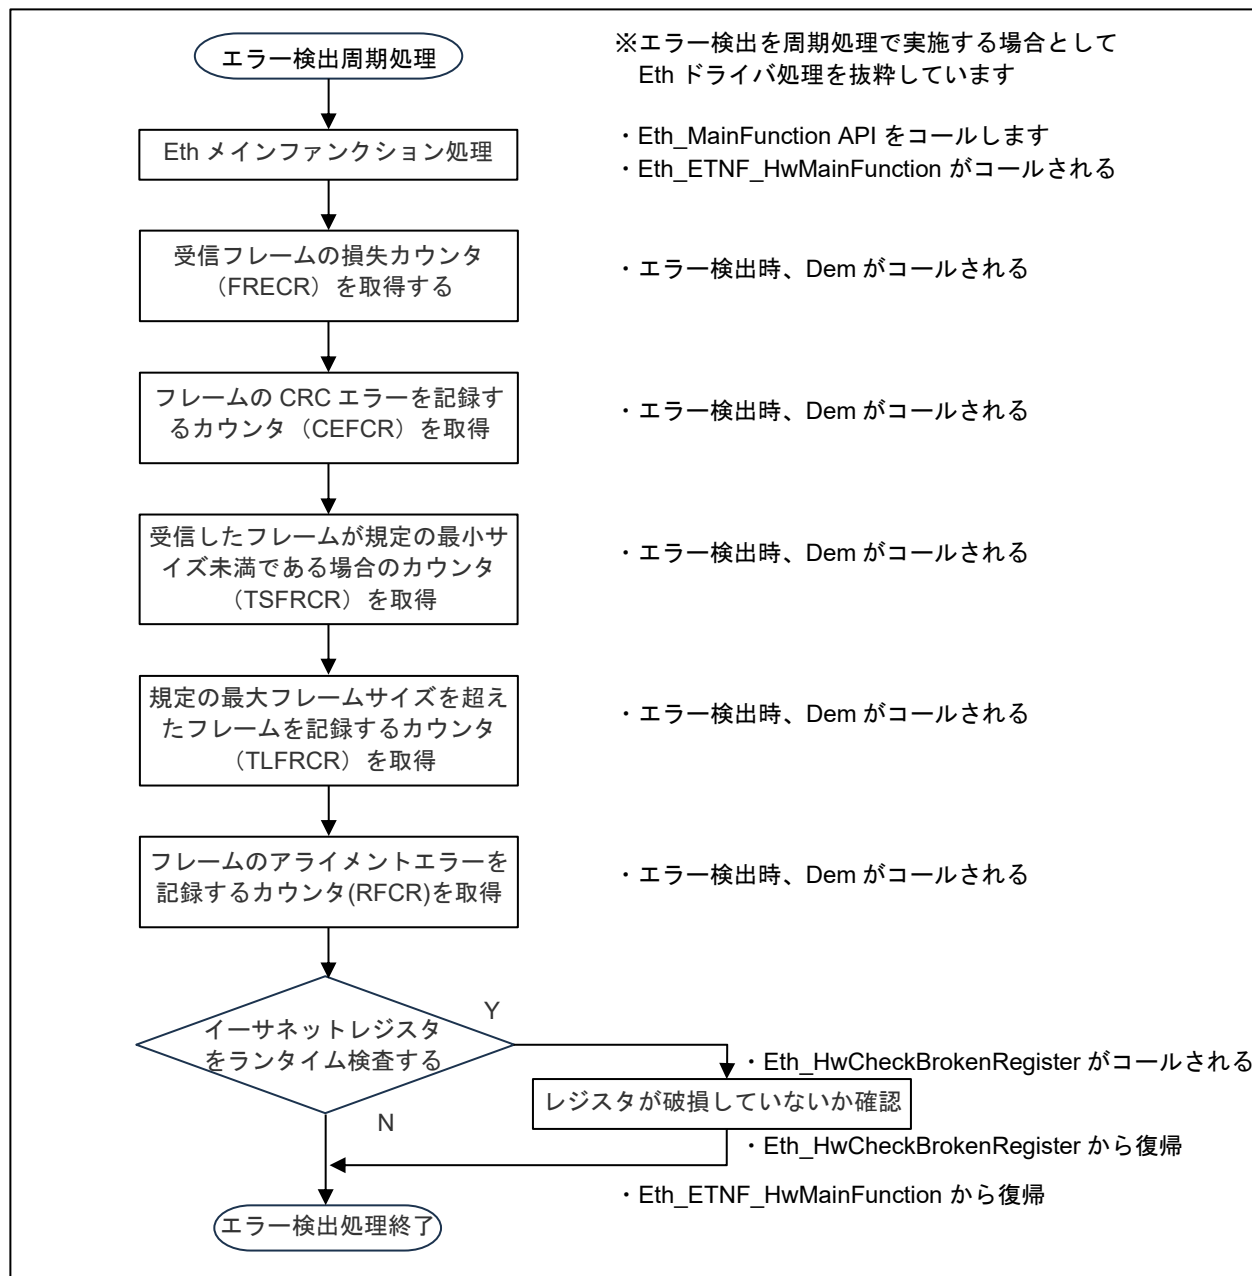 エラー検出周期処理
※エラー検出を周期処理で実施する場合として
Eth ドライバ処理を抜粋しています
Eth メインファンクション処理
・Eth_MainFunction API をコールします
・Eth_ETNF_HwMainFunction がコールされる
受信フレームの損失カウンタ
（FRECR）を取得する
・エラー検出時、Dem がコールされる
フレームの CRC エラーを記録す
るカウンタ（CEFCR）を取得
・エラー検出時、Dem がコールされる
受信したフレームが規定の最小サ
イズ未満である場合のカウンタ
（TSFRCR）を取得
・エラー検出時、Dem がコールされる
規定の最大フレームサイズを超え
たフレームを記録するカウンタ
（TLFRCR）を取得
・エラー検出時、Dem がコールされる
フレームのアライメントエラーを
記録するカウンタ(RFCR)を取得
・エラー検出時、Dem がコールされる
イーサネットレジスタ
をランタイム検査する
Y
・Eth_HwCheckBrokenRegister がコールされる
レジスタが破損していないか確認
N
・Eth_HwCheckBrokenRegister から復帰
・Eth_ETNF_HwMainFunction から復帰
エラー検出処理終了